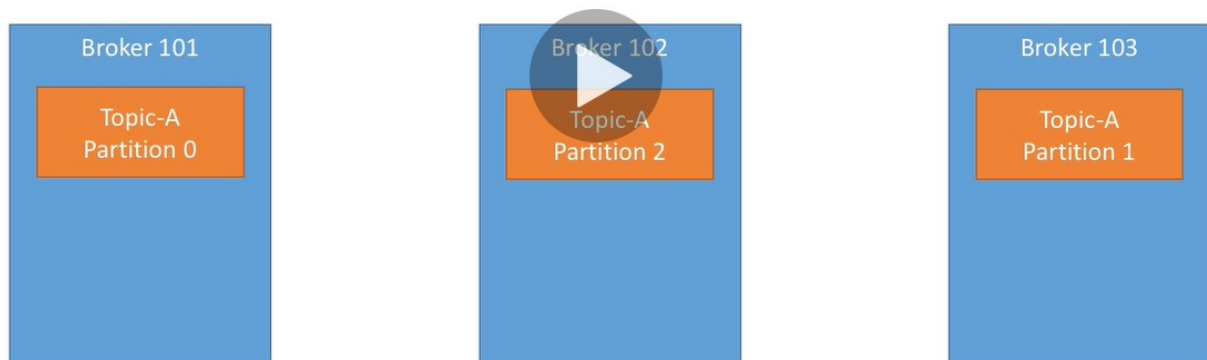 Broker 101
Topic-A
Partition 0
Broker 102
Topic-A
Partition 2
Broker 103
Topic-A
Partition 1